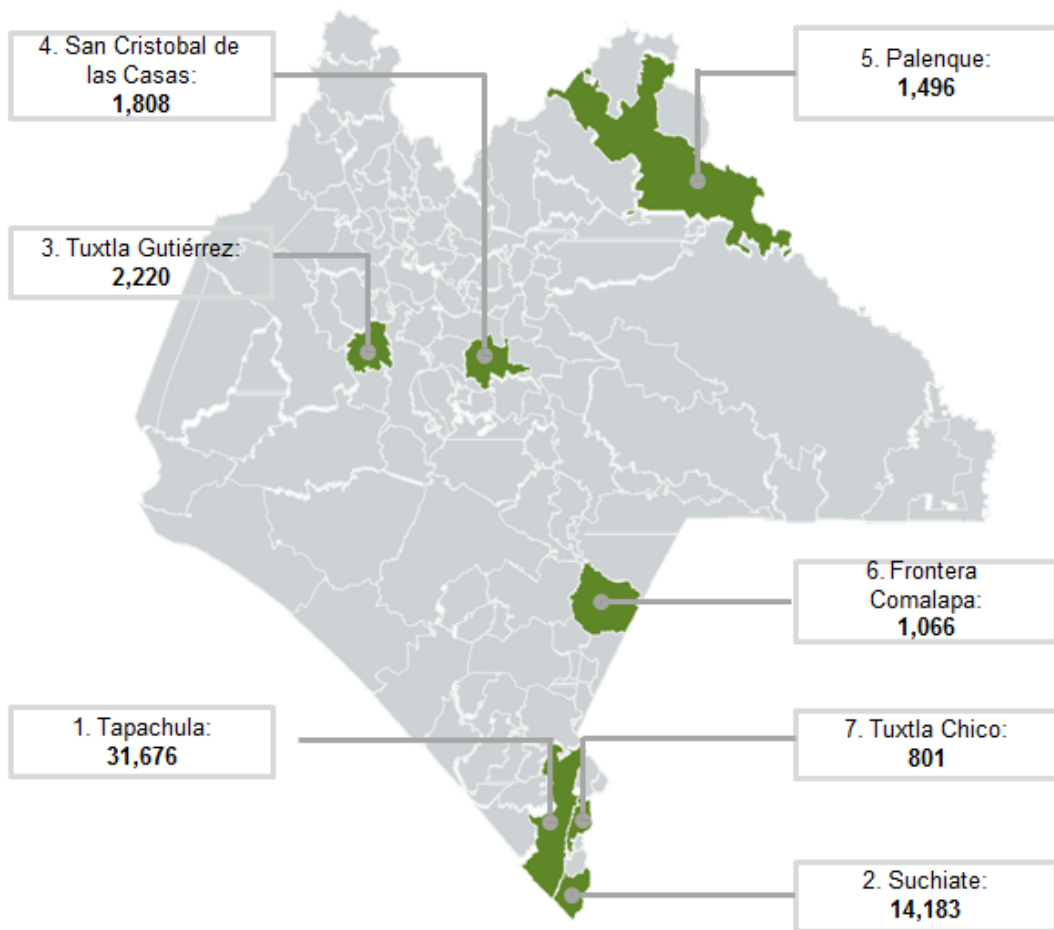 4. San Cristobal de
las Casas:
1,808
5. Palenque:
1,496
3. Tuxtla Gutiérrez:
2,220
6. Frontera
Comalapa:
1,066
1. Tapachula:
31,676
7. Tuxtla Chico:
801
2. Suchiate:
14,183